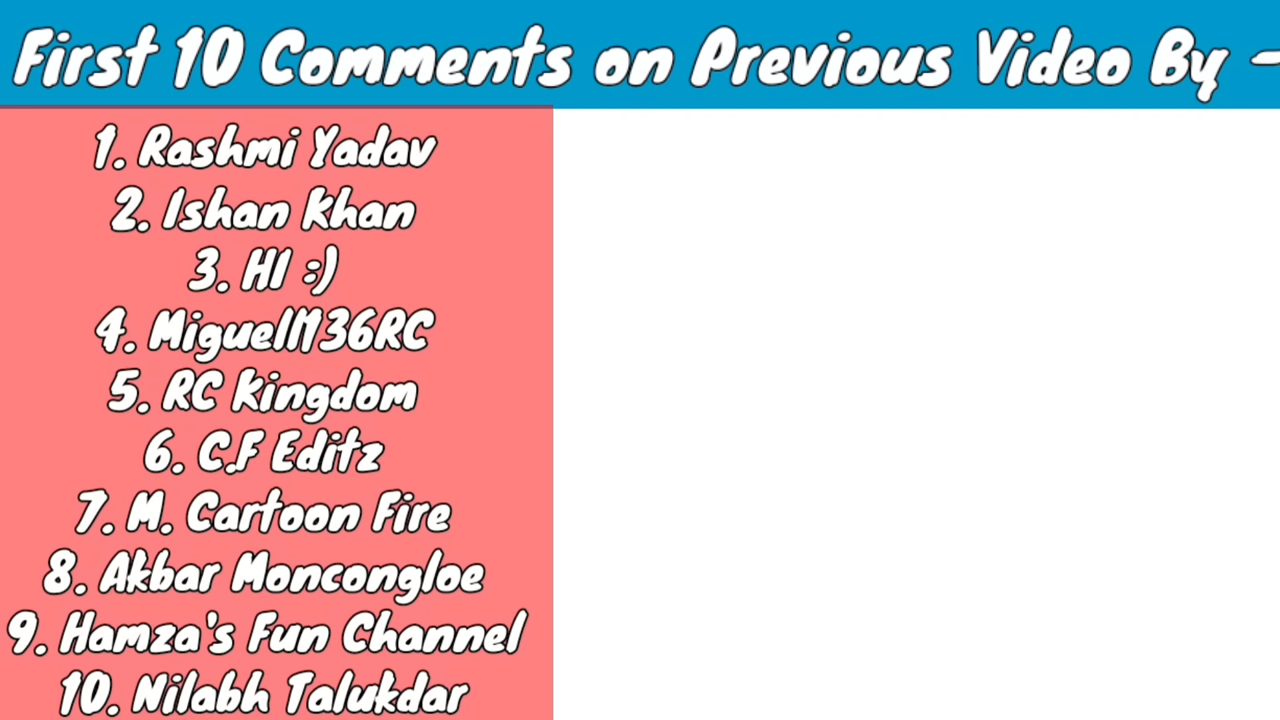 First 10 Comments on Previous Video By -
1. Rashmi Yadav
2. Ishan Khan
3. HI :)
4. Miguell1136RC
5. RC Kingdom
6. C.F Editz
7. M. Cartoon Fire
8. Akbar Moncongloe
9. Hamza's Fun Channel
10. Nilabh Talukdar